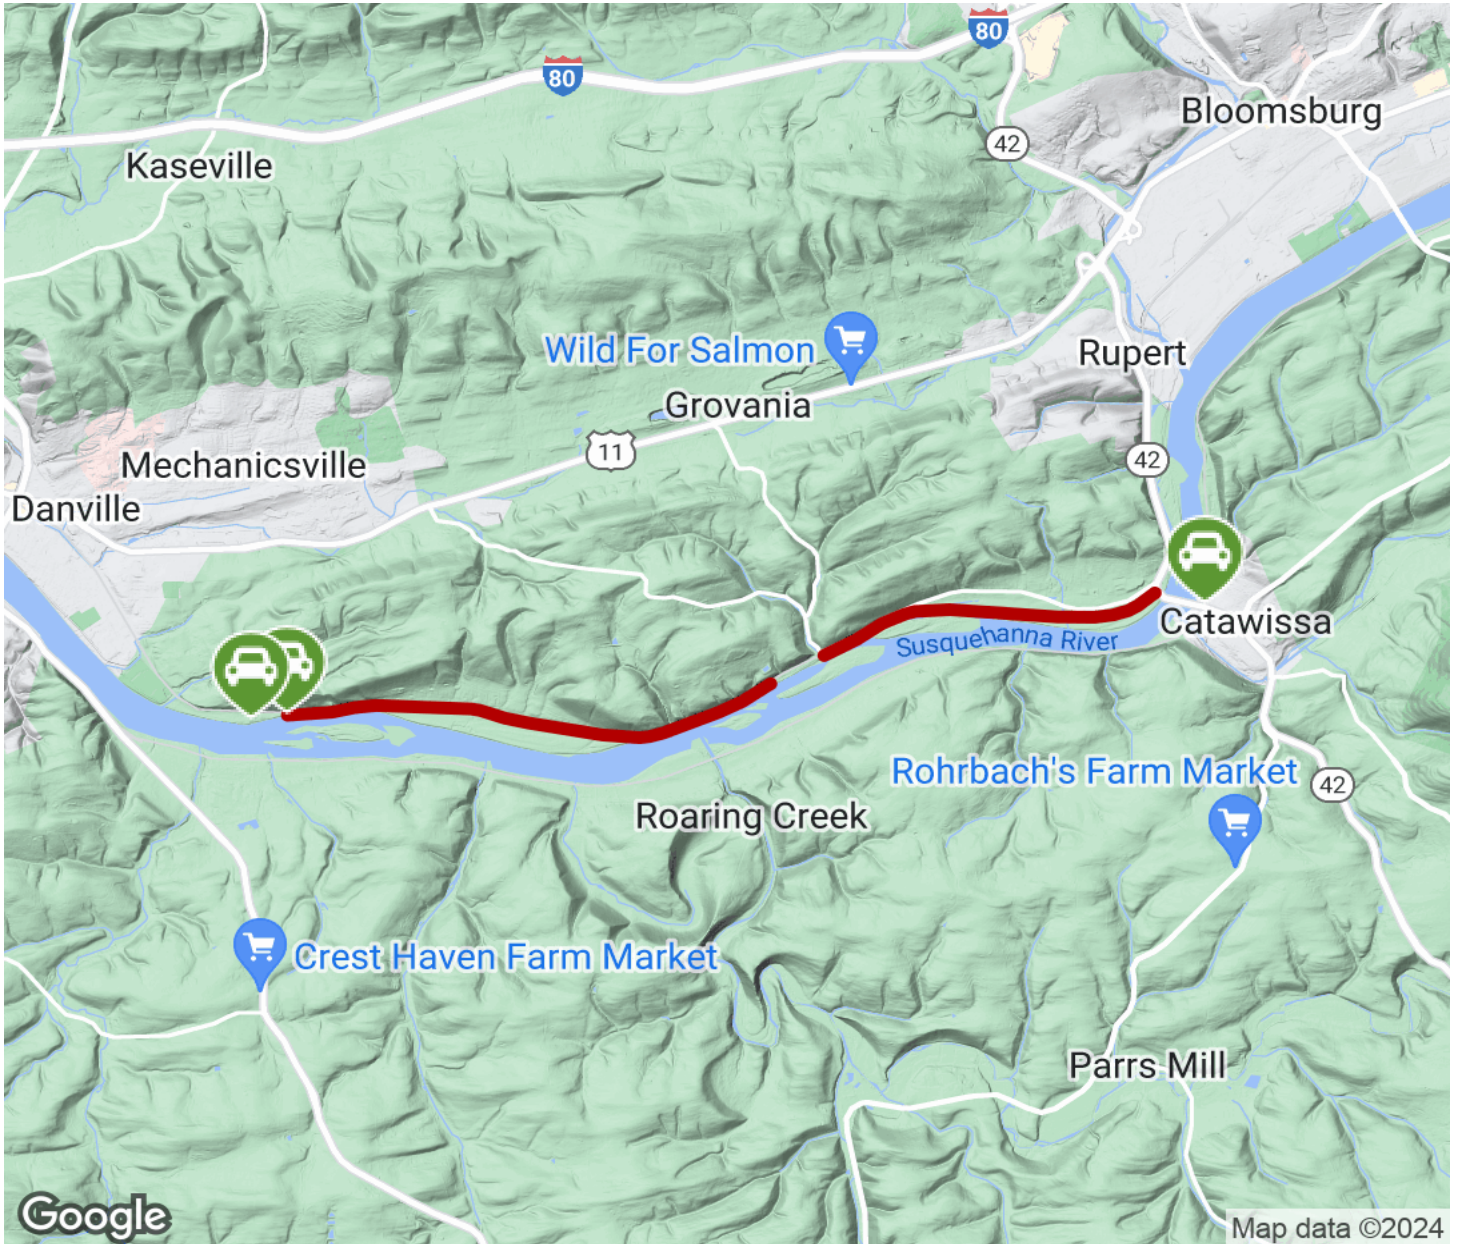 80
80
Bloomsburg
42
Kaseville
Wild For Salmon
Rupert
Grovania
11
42
Mechanicsville
Danville
Catawissa
Susquehanna River
Rohrbach's Farm Market
42
Roaring Creek
Crest Haven Farm Market
Parrs Mill
Google
Map data ©2024